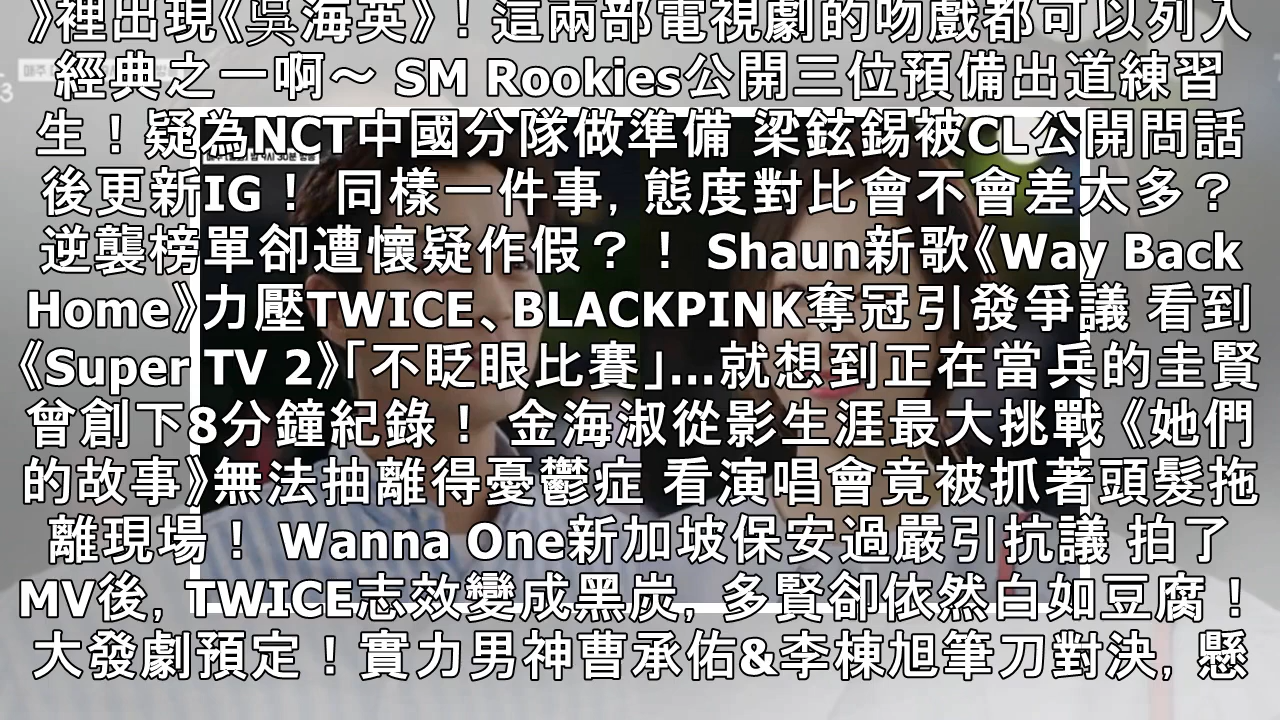 》裡出現《吳海英》！這兩部電視劇的吻戲都可以列入
經典之一啊～ SM Rookies公開三位預備出道練習
生！疑為NCT中國分隊做準備 梁鉉錫被CL公開問話
後更新IG！ 同樣一件事，態度對比會不會差太多？
逆襲榜單卻遭懷疑作假？！ Shaun新歌《Way Back
Home》力壓TWICE、BLACKPINK奪冠引發爭議 看到
《Super TV 2》「不眨眼比賽」...就想到正在當兵的圭賢
曾創下8分鐘紀錄！ 金海淑從影生涯最大挑戰《她們
的故事》無法抽離得憂鬱症 看演唱會竟被抓著頭髮拖
離現場！ Wanna One新加坡保安過嚴引抗議 拍了
MV後，TWICE志效變成黑炭，多賢卻依然白如豆腐！
大發劇預定！實力男神曹承佑&李棟旭筆刀對決，懸